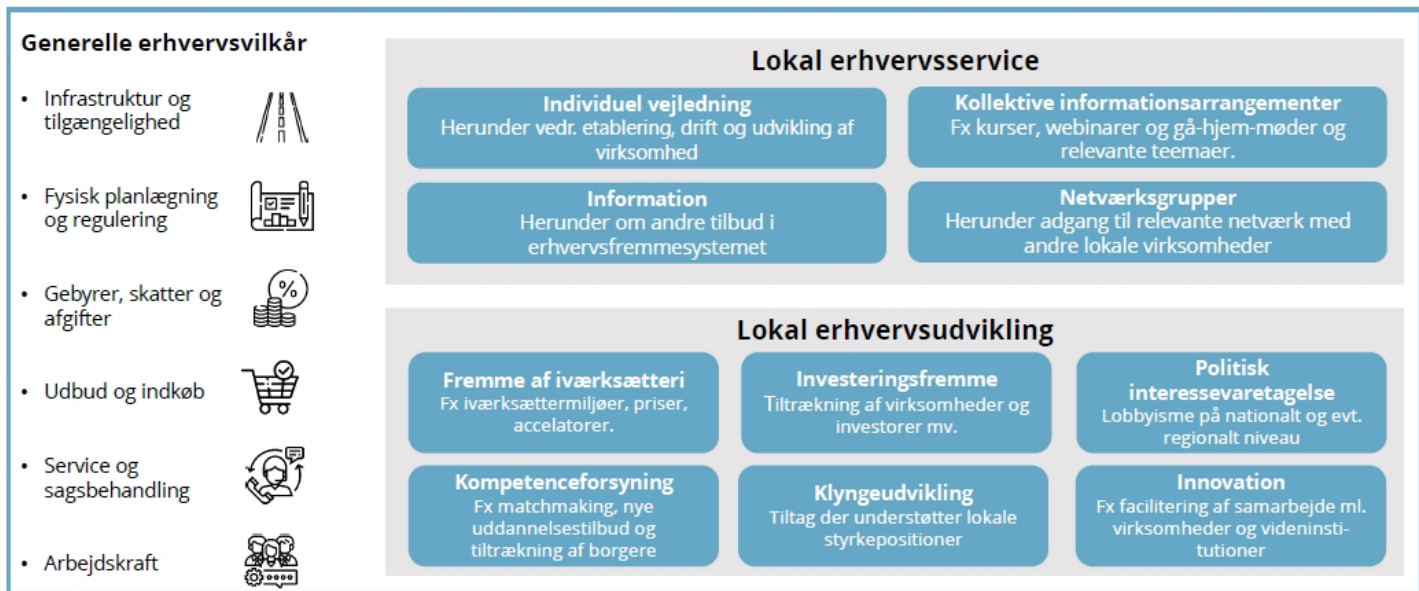 Generelle erhvervsvilkår
• Infrastruktur og
tilgængelighed
• Fysisk planlægning
og regulering
• Gebyrer, skatter og
afgifter
%
• Udbud og indkøb
• Service og
sagsbehandling
• Arbejdskraft
Lokal erhvervsservice
Individuel vejledning
Herunder vedr. etablering, drift og udvikling af
virksomhed
Kollektive informationsarrangementer
Fx kurser, webinarer og gå-hjem-møder og
relevante teemaer.
Information
Herunder om andre tilbud i
erhvervsfremmesystemet
Netværksgrupper
Herunder adgang til relevante netværk med
andre lokale virksomheder
Lokal erhvervsudvikling
Fremme af iværksætteri
Fx iværksættermiljøer, priser,
accelatorer.
Investeringsfremme
Tiltrækning af virksomheder og
investorer mv.
Politisk
interessevaretagelse
Lobbyisme på nationalt og evt.
regionalt niveau
Kompetenceforsyning
Fx matchmaking, nye
uddannelsestilbud og
tiltrækning af borgere
Klyngeudvikling
Tiltag der understøtter lokale
styrkepositioner
Innovation
Fx facilitering af samarbejde ml.
virksomheder og videninsti-
tutioner